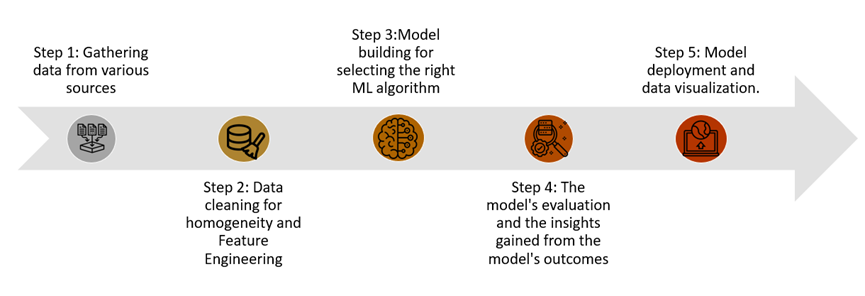 Step 1: Gathering
data from various
sources
Step 2: Data
cleaning for
homogeneity and
Feature
Engineering
Step 3:Model
building for
selecting the right
ML algorithm
Step 4: The
model's evaluation
and the insights
gained from the
model's outcomes
Step 5: Model
deployment and
data visualization.